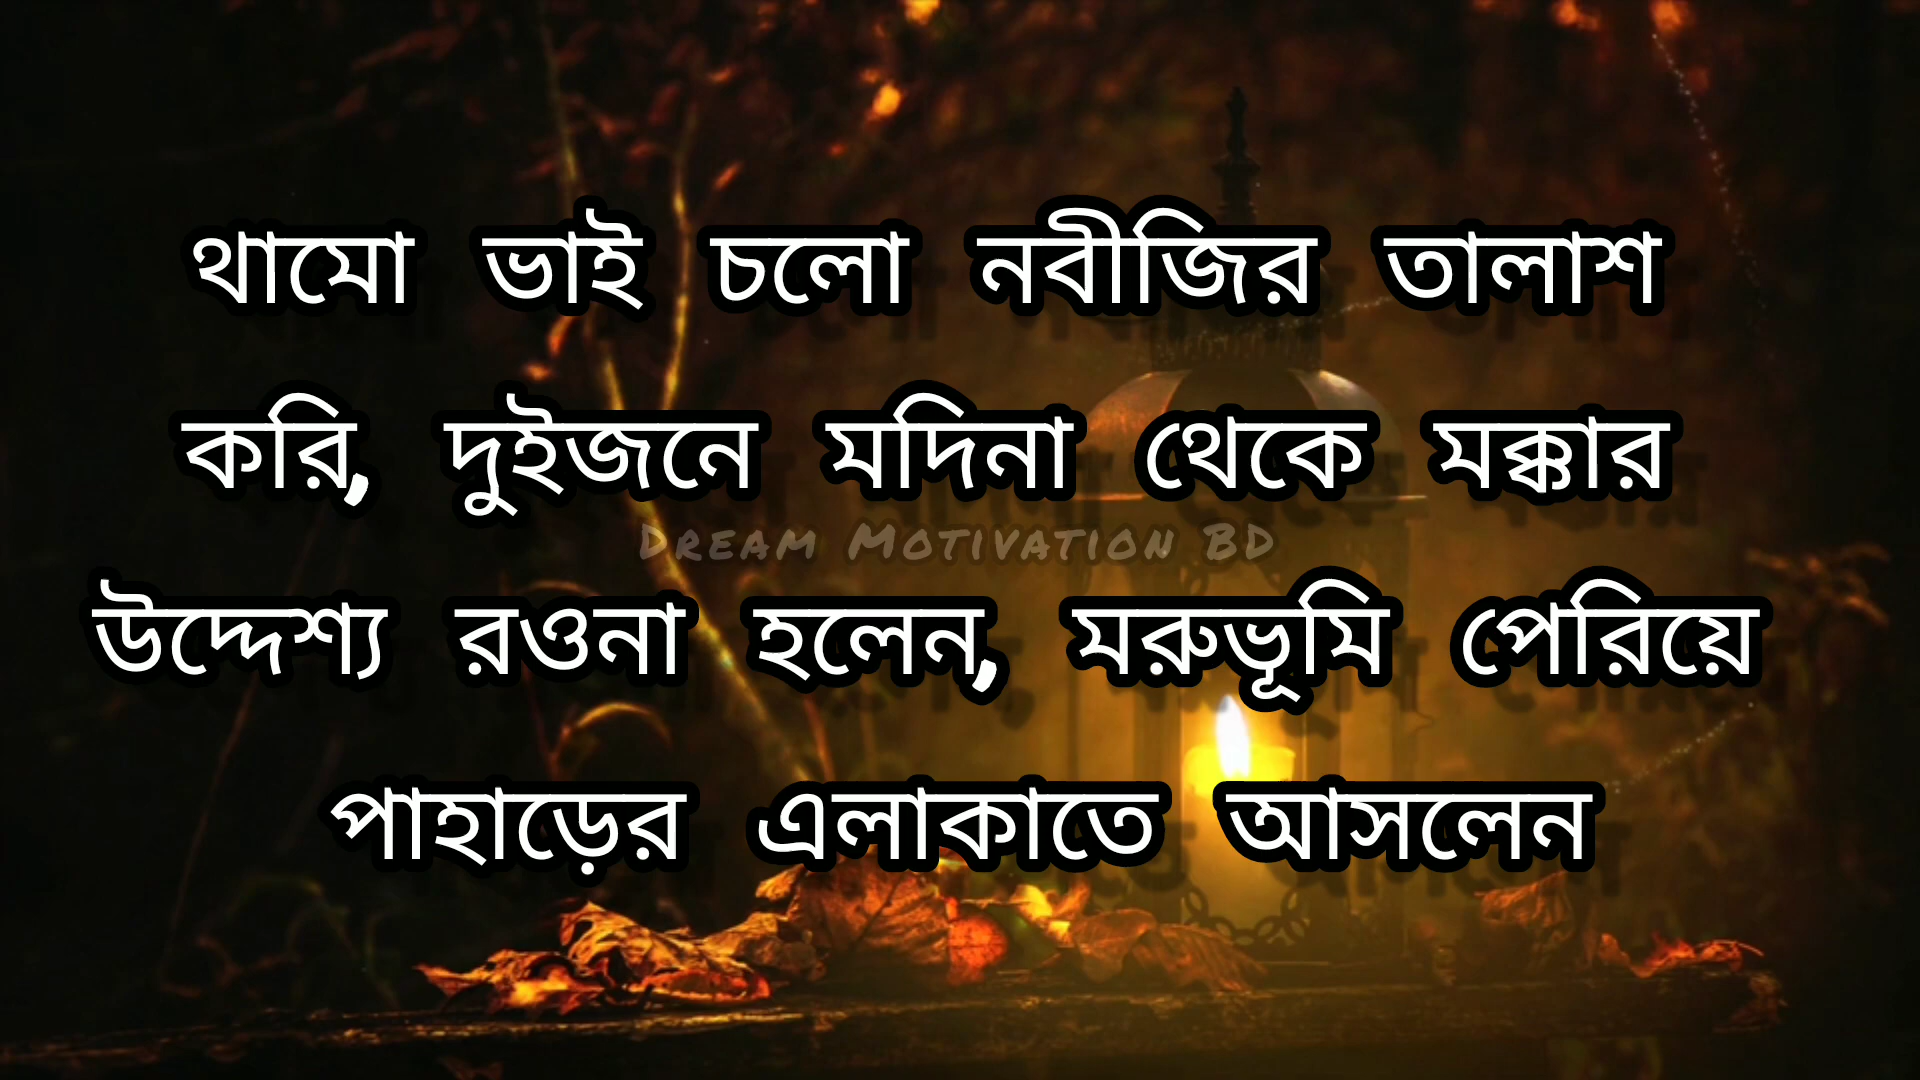 থামো ভাই চলো নবীজির তালাশ
করি, দুইজনে মদিনা থেকে মক্কার
Dream Motivation BD
উদ্দেশ্য রওনা হলেন, মরুভূমি পেরিয়ে
পাহাড়ের এলাকাতে আসলেন